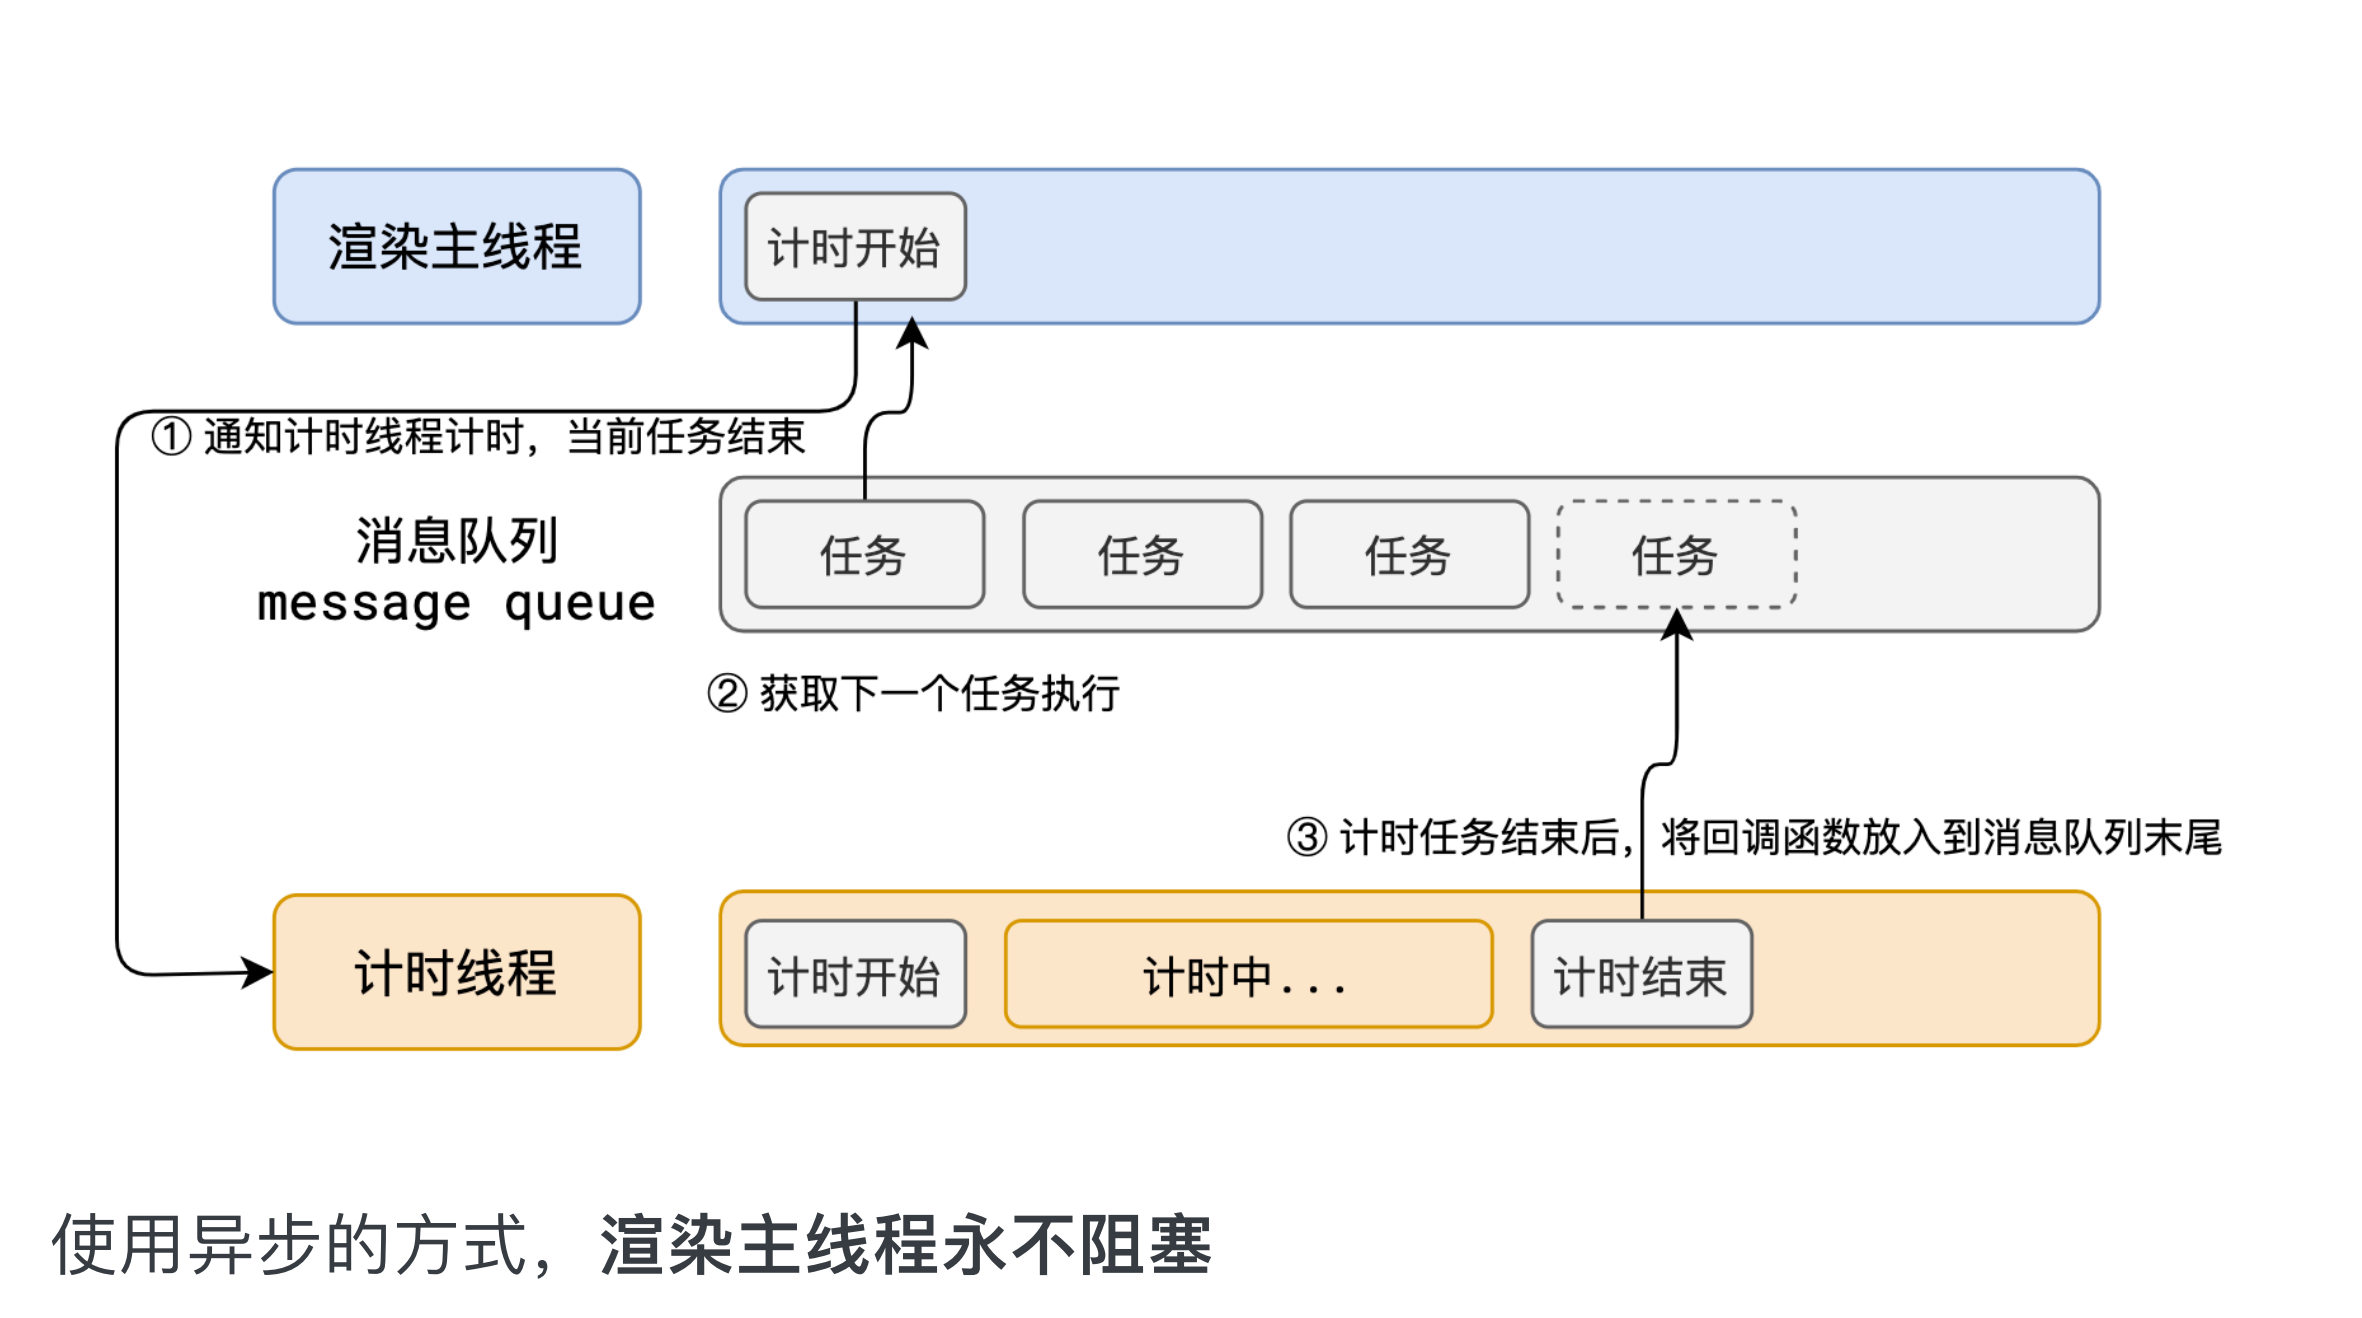 渲染主线程
计时开始
① 通知计时线程计时，当前任务结束
消息队列
message queue
任务
任务
任务
任务
② 获取下一个任务执行
③ 计时任务结束后，将回调函数放入到消息队列末尾
计时线程
计时开始
计时中...
计时结束
使用异步的方式，渲染主线程永不阻塞